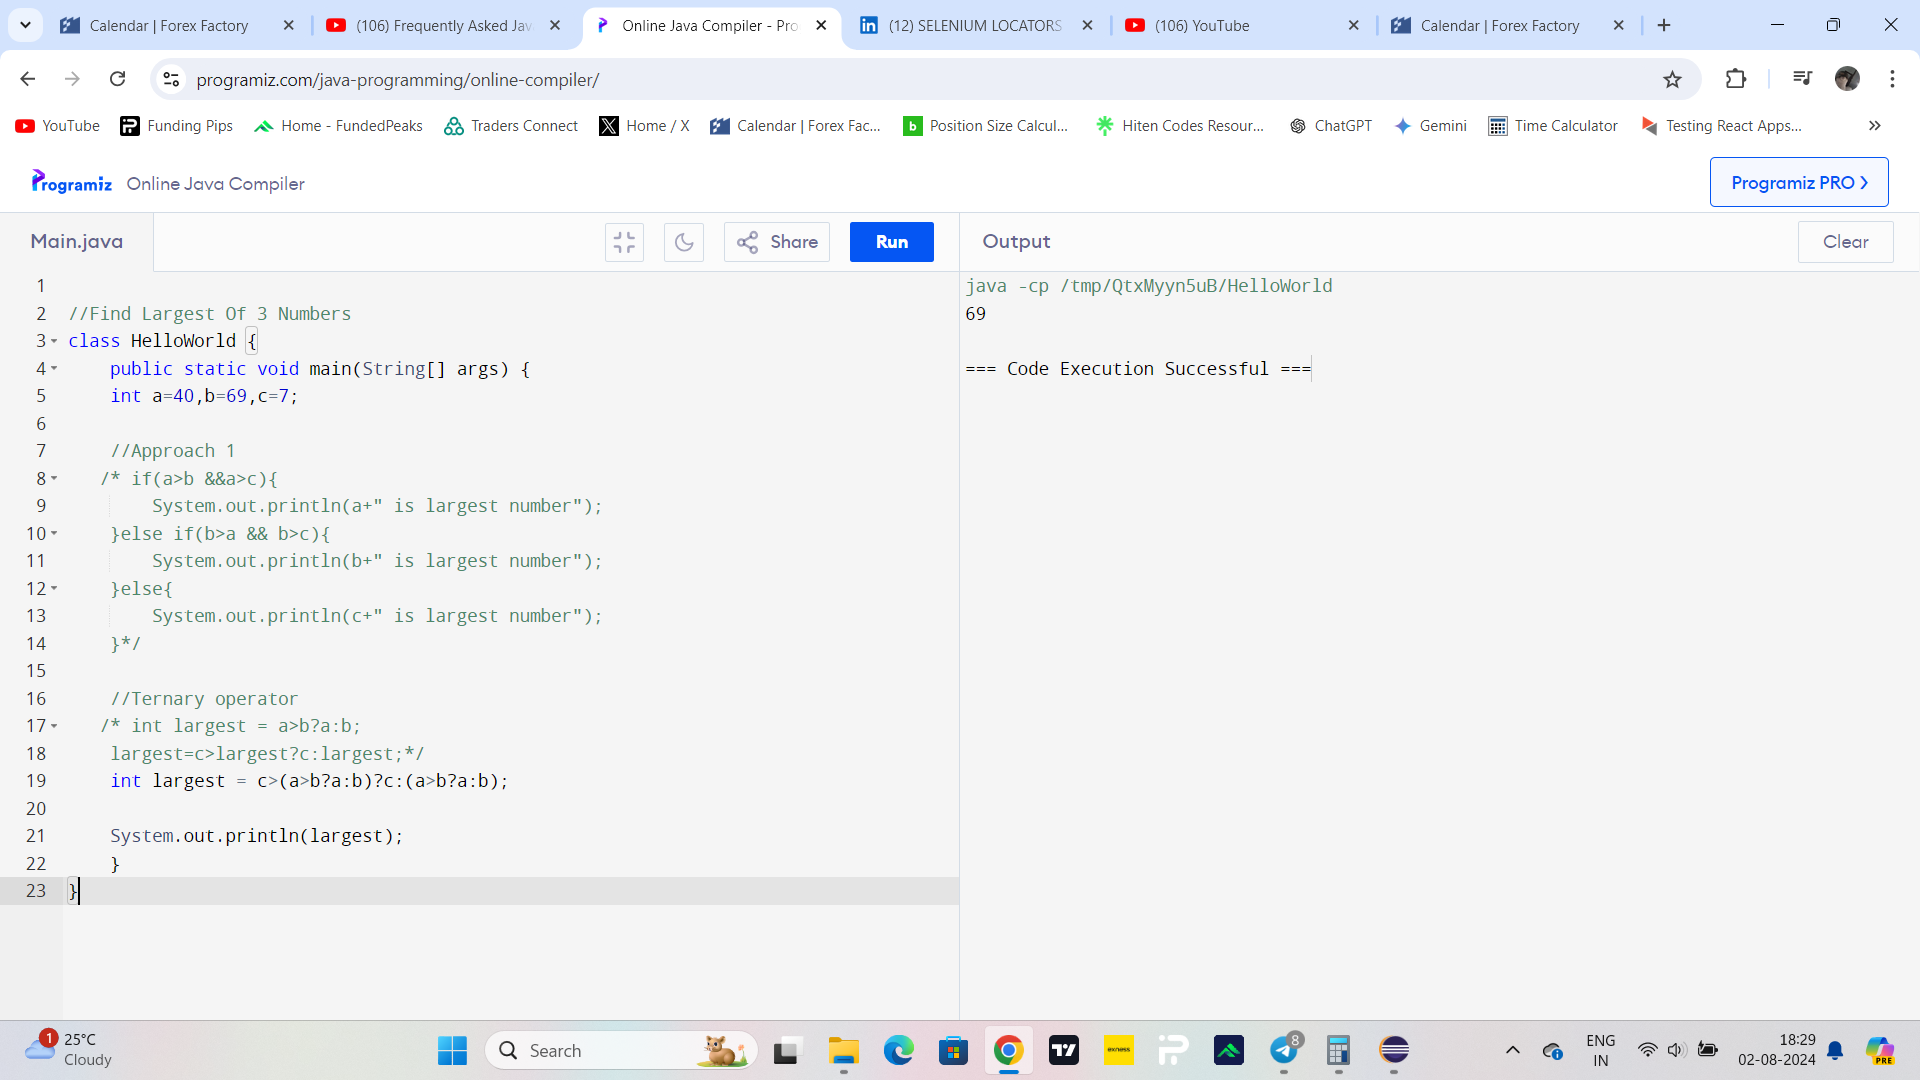 Calendar | Forex Factory
(106) Frequently Asked Jav
Online Java Compiler - Pro
(12) SELENIUM LOCATORS
(106) YouTube
Calendar | Forex Factory
programiz.com/java-programming/online-compiler/
YouTube
Funding Pips
Home - FundedPeaks
Traders Connect
Home / X
Calendar | Forex Fac...
Position Size Calcul...
Hiten Codes Resour...
ChatGPT
Gemini
Time Calculator
Testing React Apps...
Programiz Online Java Compiler
Programiz PRO
Main.java
Share
Run
Output
Clear
1
2 //Find Largest Of 3 Numbers
3 class HelloWorld {
4 public static void main(String[] args) {
5 int a=40,b=69,c=7;
6
7 //Approach 1
8 /* if(a>b &&a>c){
9 System.out.println(a+" is largest number");
10 }else if(b>a && b>c){
11 System.out.println(b+" is largest number");
12 }else{
13 System.out.println(c+" is largest number");
14 }*/
15
16 //Ternary operator
17 /* int largest = a>b?a:b;
18 largest=c>largest?c:largest;*/
19 int largest = c>(a>b?a:b)?c:(a>b?a:b);
20
21 System.out.println(largest);
22 }
23 }
java -cp /tmp/QtxMyyn5uB/HelloWorld
69
=== Code Execution Successful ===
1
25°C
Cloudy
Search
exness
8
ENG
IN
18:29
02-08-2024
PRE